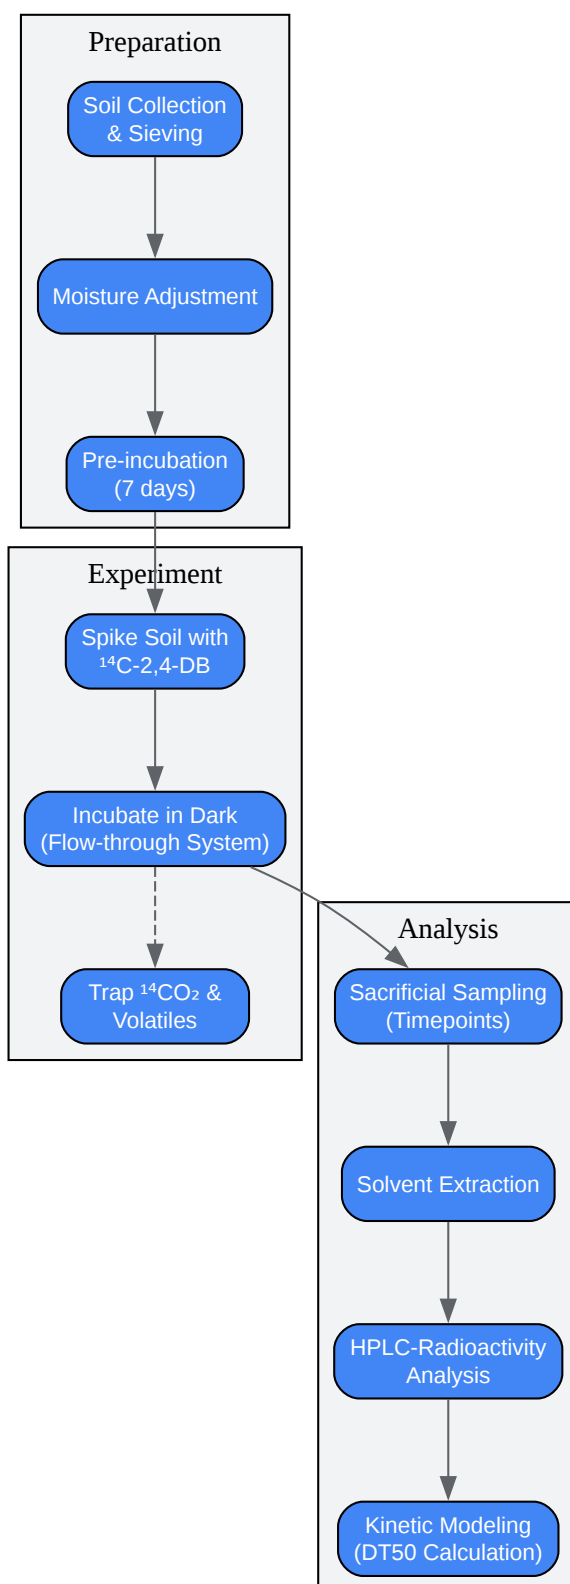 Preparation
Soil Collection
& Sieving
Moisture Adjustment
Pre-incubation
(7 days)
Experiment
Spike Soil with
¹⁴C-2,4-DB
Incubate in Dark
(Flow-through System)
Trap ¹⁴CO₂ &
Volatiles
Analysis
Sacrificial Sampling
(Timepoints)
Solvent Extraction
HPLC-Radioactivity
Analysis
Kinetic Modeling
(DT50 Calculation)